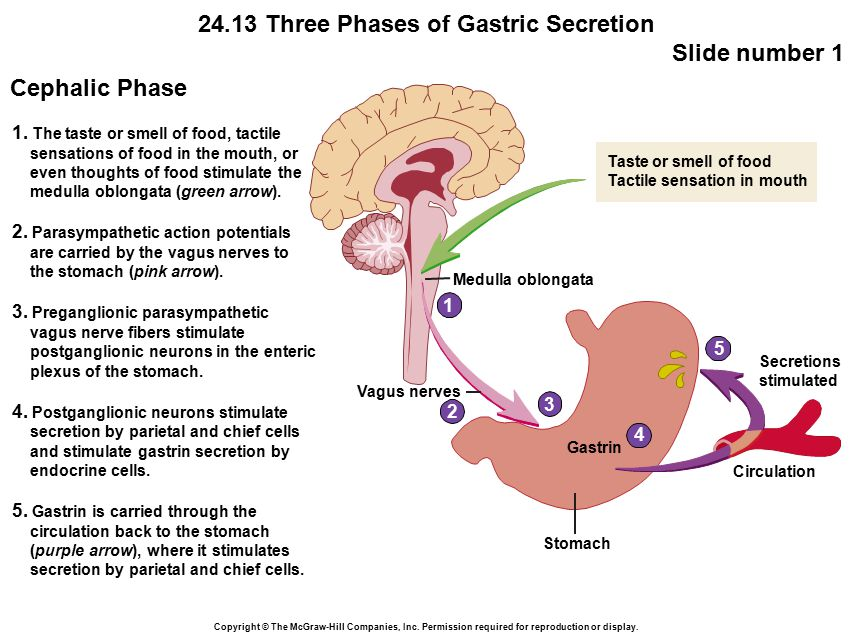 24.13 Three Phases of Gastric Secretion
Slide number 1
Cephalic Phase
1. The taste or smell of food, tactile
sensations of food in the mouth, or
even thoughts of food stimulate the
medulla oblongata (green arrow).
2. Parasympathetic action potentials
are carried by the vagus nerves to
the stomach (pink arrow).
3. Preganglionic parasympathetic
vagus nerve fibers stimulate
postganglionic neurons in the enteric
plexus of the stomach.
4. Postganglionic neurons stimulate
secretion by parietal and chief cells
and stimulate gastrin secretion by
endocrine cells.
5. Gastrin is carried through the
circulation back to the stomach
(purple arrow), where it stimulates
secretion by parietal and chief cells.
Taste or smell of food
Tactile sensation in mouth
Medulla oblongata
1
Vagus nerves
2
3
Gastrin
4
5
Secretions
stimulated
Circulation
Stomach
Copyright © The McGraw-Hill Companies, Inc. Permission required for reproduction or display.